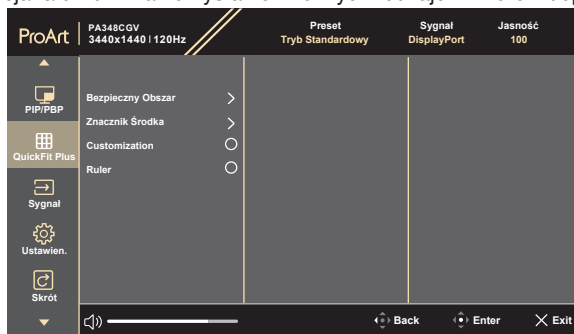 ProArt
PA348CGV
3440x1440 | 120Hz
Preset
Tryb Standardowy
Sygnał
DisplayPort
Jasność
100
PIP/PBP
QuickFit Plus
Sygnał
Ustawien.
Skrót
Bezpieczny Obszar
Znacznik Środka
Customization
Ruler
Back
Enter
Exit